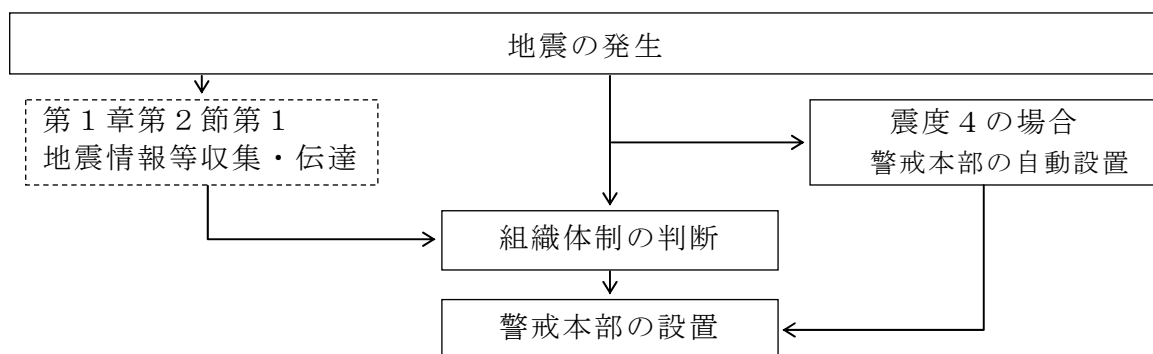 地震の発生
第１章第２節第１
地震情報等収集・伝達
震度４の場合
警戒本部の自動設置
組織体制の判断
警戒本部の設置